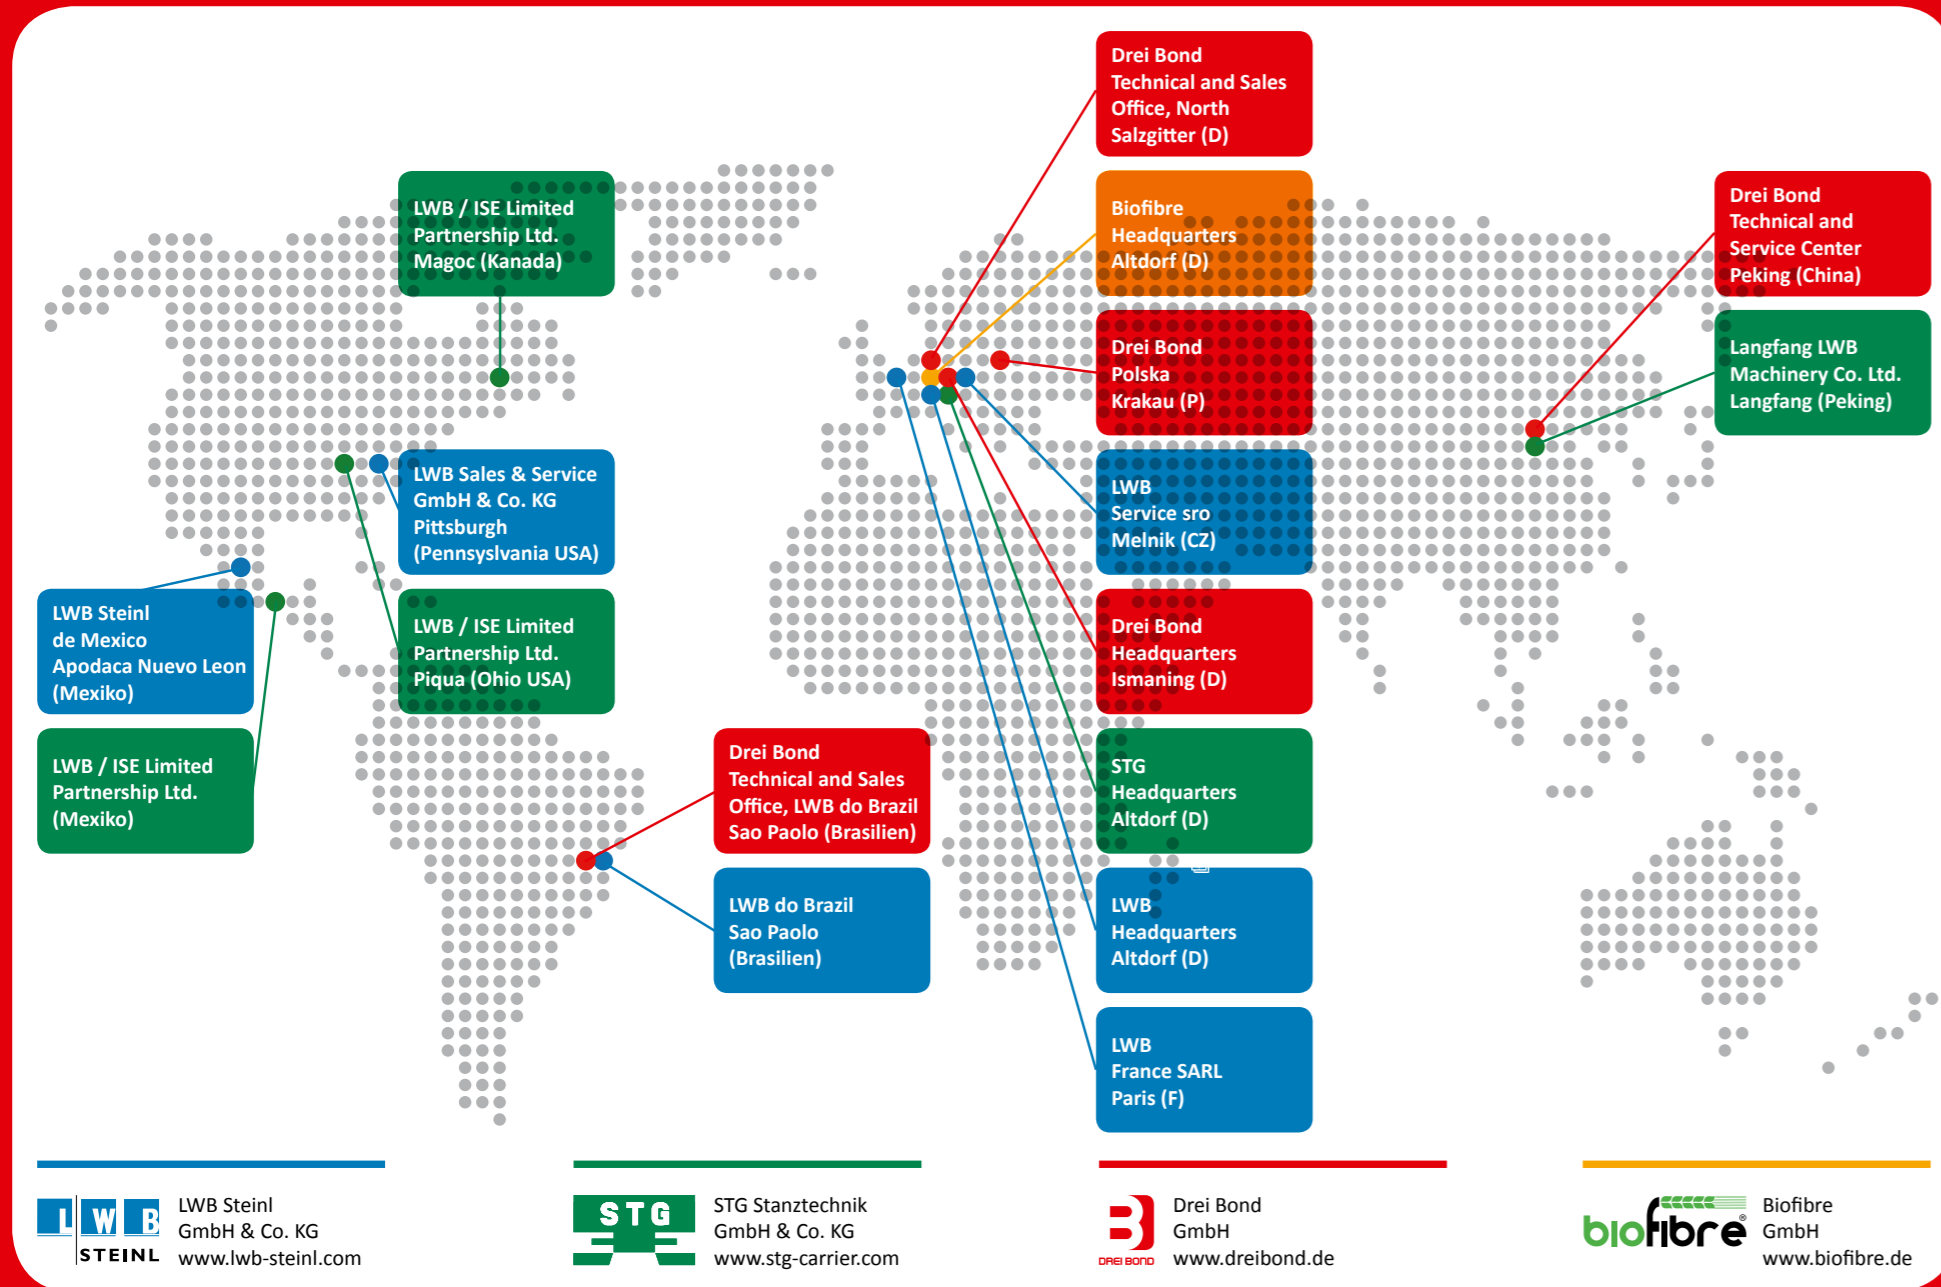 Drei Bond
Technical and Sales
Office, North
Salzgitter (D)
LWB / ISE Limited
Partnership Ltd.
Magoc (Kanada)
Biofibre
Headquarters
Altdorf (D)
Drei Bond
Technical and
Service Center
Peking (China)
Drei Bond
Polska
Krakau (P)
Langfang LWB
Machinery Co. Ltd.
Langfang (Peking)
LWB Sales & Service
GmbH & Co. KG
Pittsburgh
(Pennsyslvania USA)
LWB
Service sro
Melnik (CZ)
LWB Steinl
de Mexico
Apodaca Nuevo Leon
(Mexiko)
LWB / ISE Limited
Partnership Ltd.
Piqua (Ohio USA)
Drei Bond
Headquarters
Ismaning (D)
LWB / ISE Limited
Partnership Ltd.
(Mexiko)
Drei Bond
Technical and Sales
Office, LWB do Brazil
Sao Paolo (Brasilien)
STG
Headquarters
Altdorf (D)
LWB do Brazil
Sao Paolo
(Brasilien)
LWB
Headquarters
Altdorf (D)
LWB
France SARL
Paris (F)
LWB
STEINL
LWB Steinl
GmbH & Co. KG
www.lwb-steinl.com
STG
STG Stanztechnik
GmbH & Co. KG
www.stg-carrier.com
DREI BOND
Drei Bond
GmbH
www.dreibond.de
biofibre®
Biofibre
GmbH
www.biofibre.de